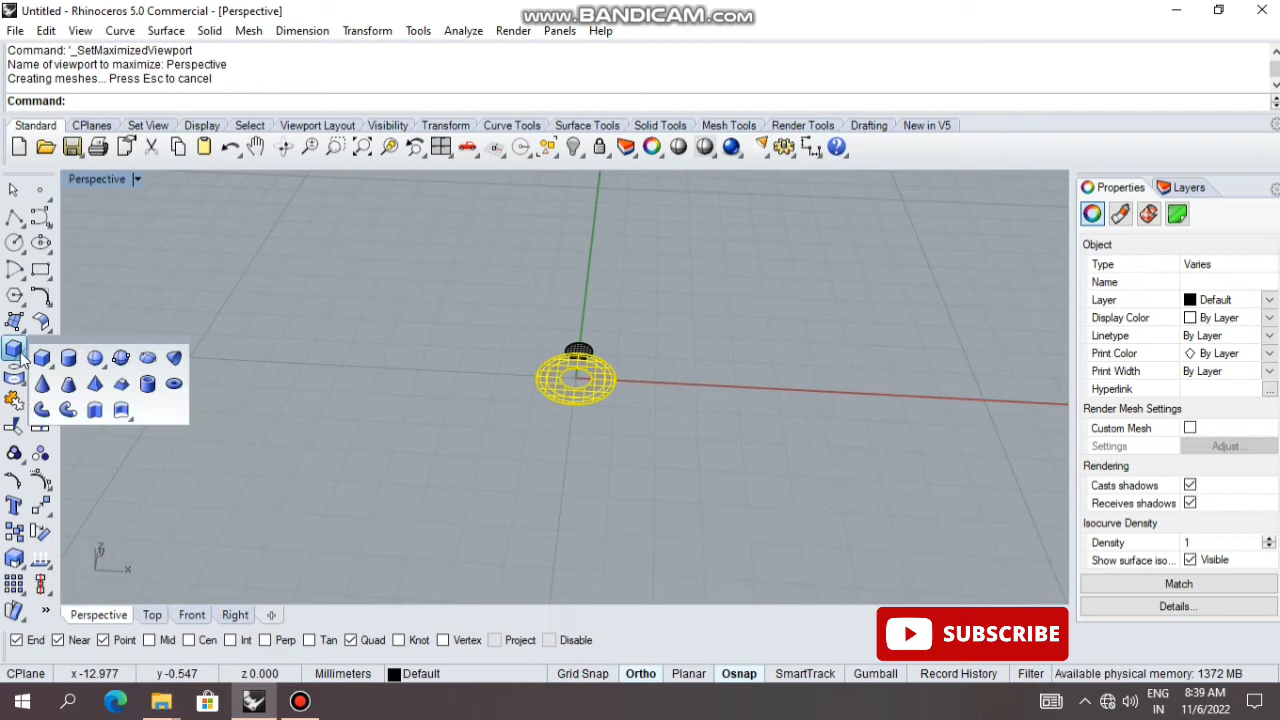 Untitled - Rhinoceros 5.0 Commercial - [Perspective]
www.BANDICAM.com
File Edit View Curve Surface Solid Mesh Dimension Transform Tools Analyze Render Panels Help
Command: '_SetMaximizedViewport
Name of viewport to maximize: Perspective
Creating meshes... Press Esc to cancel
Command:
Standard CPlanes Set View Display Select Viewport Layout Visibility Transform Curve Tools Surface Tools Solid Tools Mesh Tools Render Tools Drafting New in V5
Perspective
Properties Layers
Object
Type Varies
Name
Layer Default
Display Color By Layer
Linetype By Layer
Print Color By Layer
Print Width By Layer
Hyperlink ...
Render Mesh Settings
Custom Mesh
Settings Adjust...
Rendering
Casts shadows
Receives shadows
Isocurve Density
Density 1
Show surface iso... Visible
Match
Details...
z
y
x
Perspective Top Front Right
SUBSCRIBE
End Near Point Mid Cen Int Perp Tan Quad Knot Vertex Project Disable
CPlane x -12.977 y -0.547 z 0.000 Millimeters Default Grid Snap Ortho Planar Osnap SmartTrack Gumball Record History Filter Available physical memory: 1372 MB
ENG
IN
8:39 AM
11/6/2022